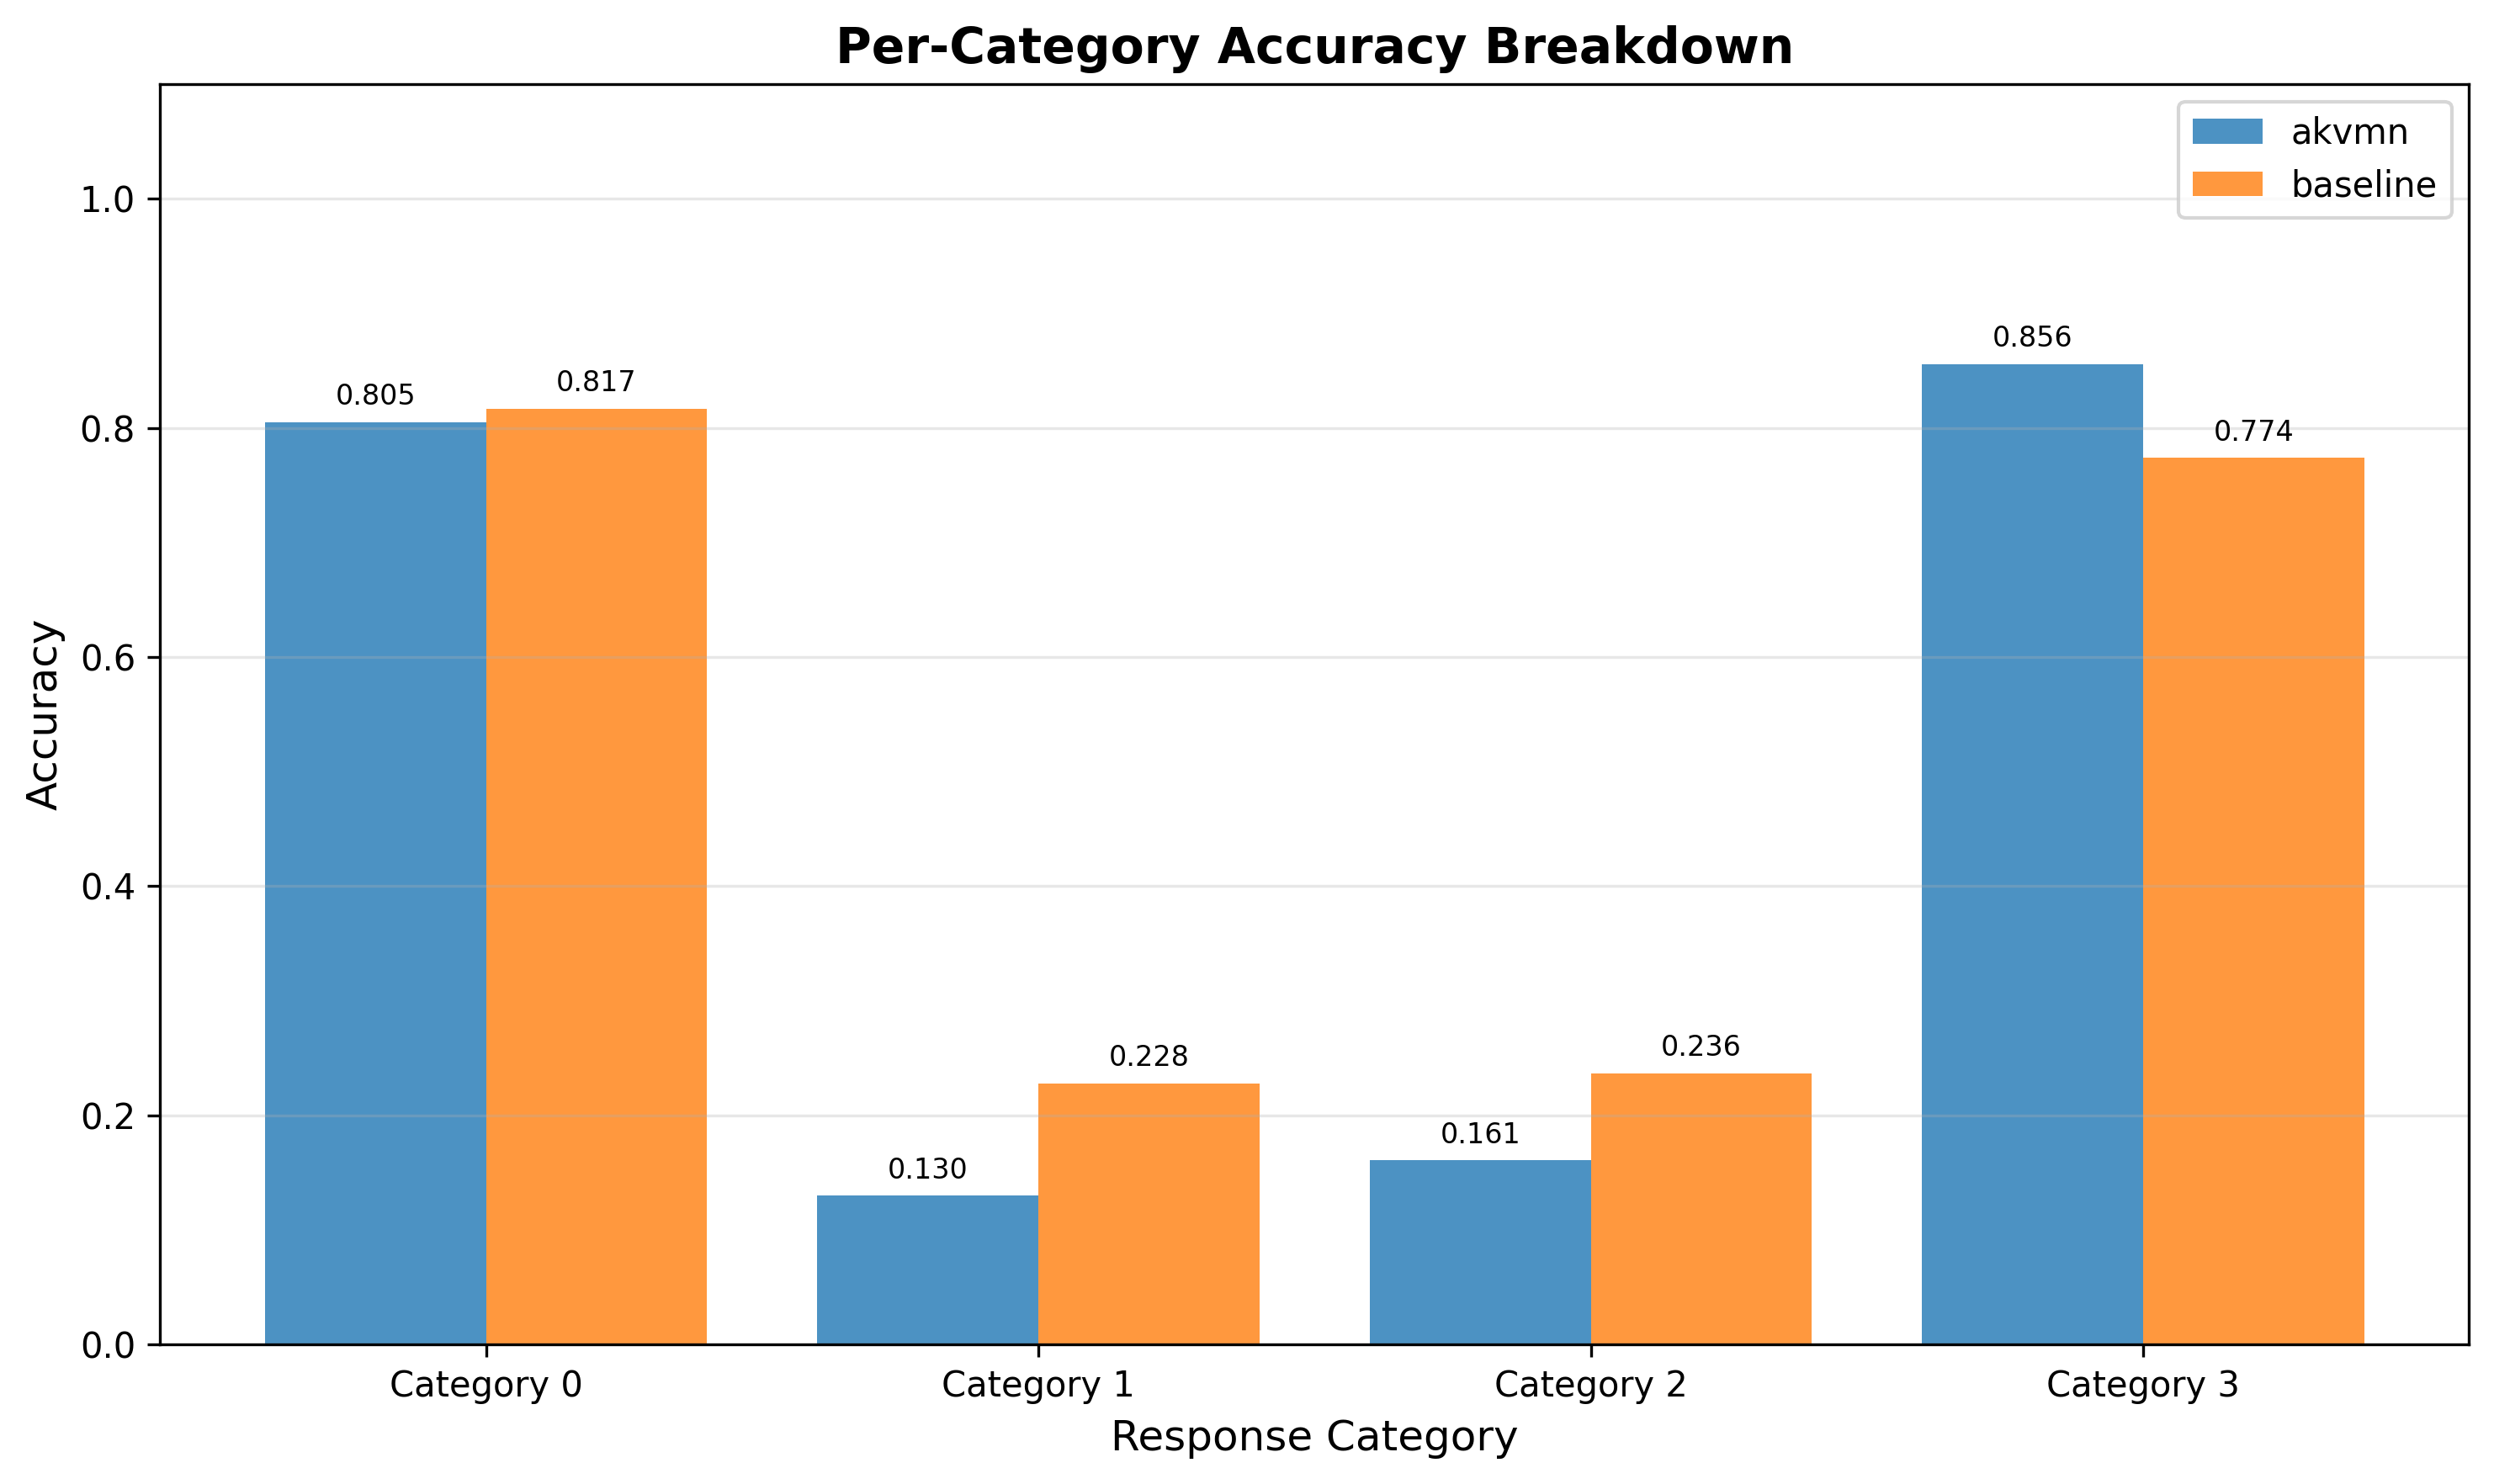 Per-Category Accuracy Breakdown
akvmn
baseline
1.0
0.8
0.6
0.4
0.2
0.0
Accuracy
0.805
0.817
0.130
0.228
0.161
0.236
0.856
0.774
Category 0
Category 1
Category 2
Category 3
Response Category